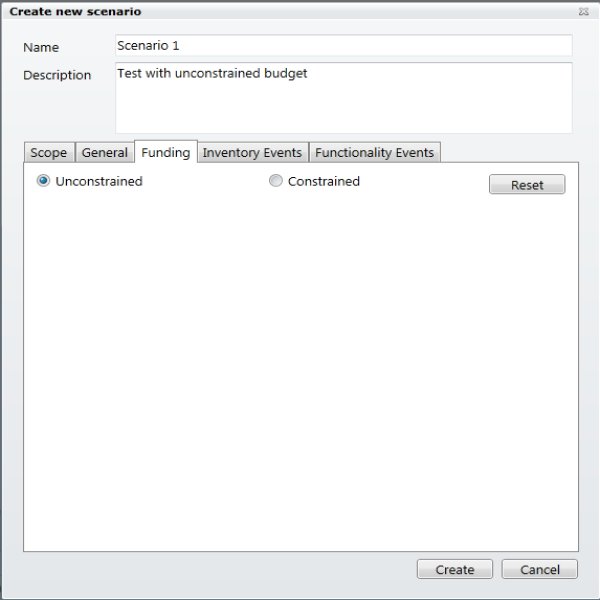 Create new scenario
Name Scenario 1
Description Test with unconstrained budget
Scope General Funding Inventory Events Functionality Events
Unconstrained Constrained Reset
Create Cancel